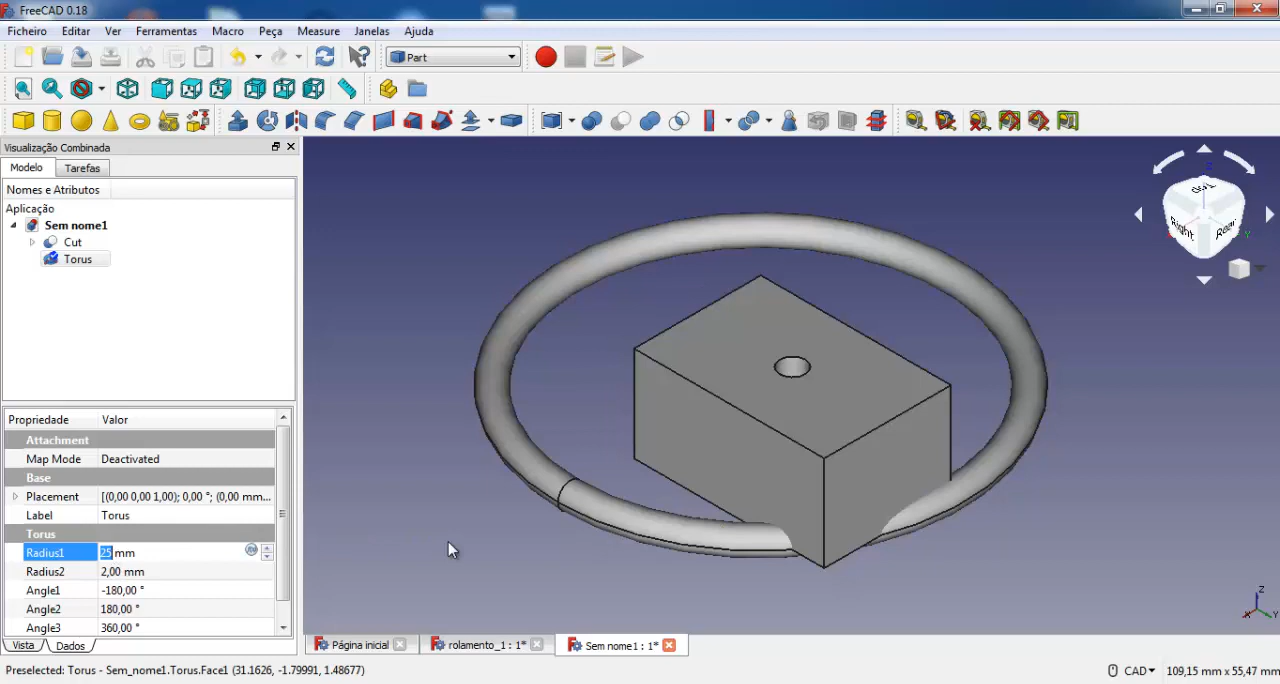 FreeCAD 0.18
Ficheiro Editar Ver Ferramentas Macro Peça Measure Janelas Ajuda
Part
Visualização Combinada
Modelo Tarefas
Nomes e Atributos
Aplicação
Sem nome1
Cut
Torus
Propriedade Valor
Attachment
Map Mode Deactivated
Base
Placement [(0,00 0,00 1,00); 0,00 °; (0,00 mm...
Label Torus
Torus
Radius1 25 mm
Radius2 2,00 mm
Angle1 -180,00 °
Angle2 180,00 °
Angle3 360,00 °
Vista Dados
Top
Right Rear
Z
X Y
Página inicial rolamento_1 : 1* Sem nome1 : 1*
Preselected: Torus - Sem_nome1.Torus.Face1 (31.1626, -1.79991, 1.48677) CAD 109,15 mm x 55,47 mm